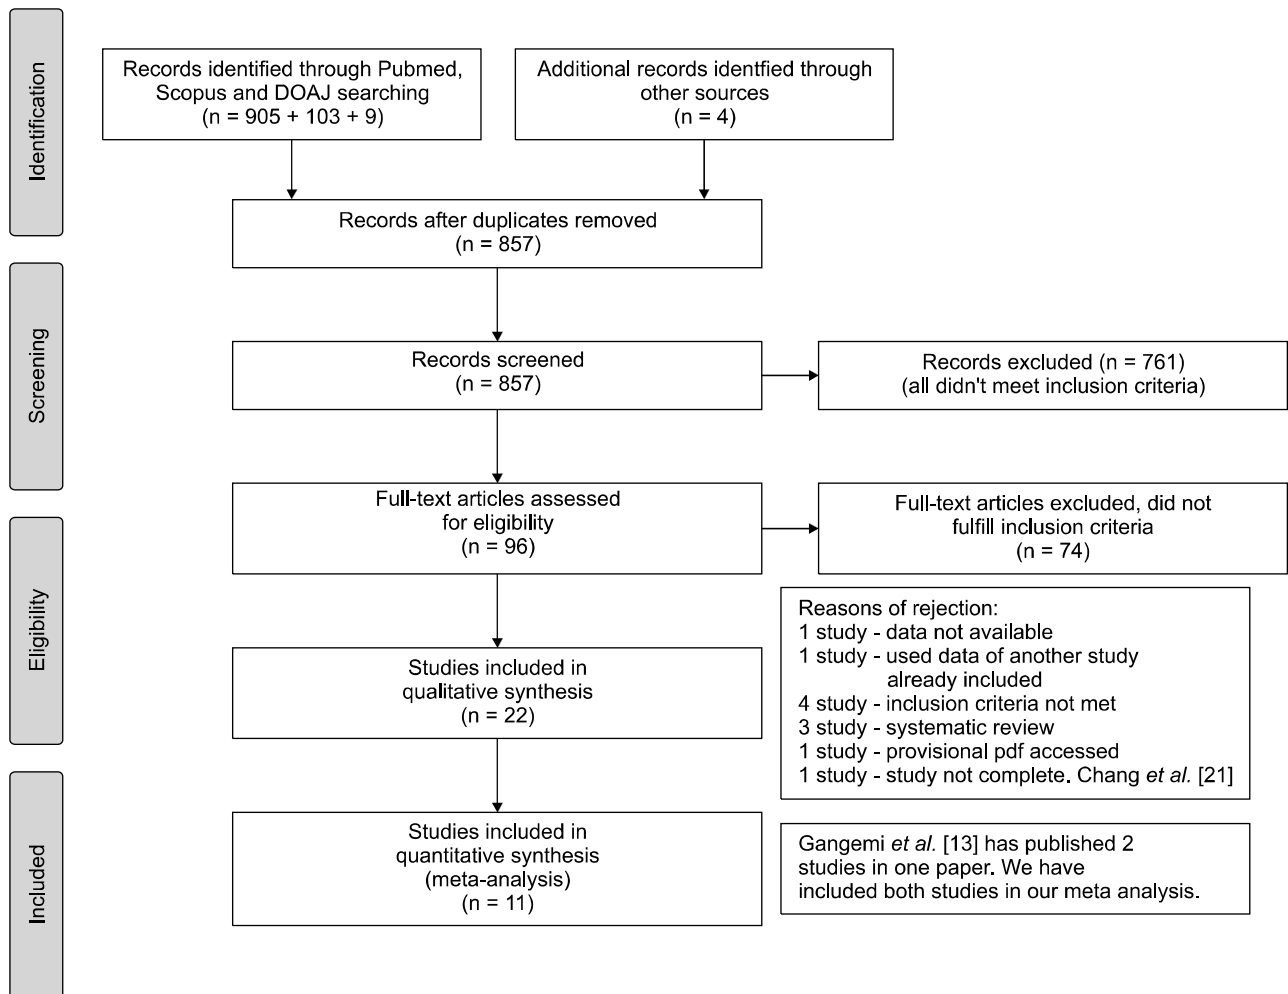 Identification
Records identified through Pubmed,
Scopus and DOAJ searching
(n = 905 + 103 + 9)
Additional records identfied through
other sources
(n = 4)
Records after duplicates removed
(n = 857)
Screening
Records screened
(n = 857)
Records excluded (n = 761)
(all didn't meet inclusion criteria)
Eligibility
Full-text articles assessed
for eligibility
(n = 96)
Full-text articles excluded, did not
fulfill inclusion criteria
(n = 74)
Reasons of rejection:
1 study - data not available
1 study - used data of another study
already included
4 study - inclusion criteria not met
3 study - systematic review
1 study - provisional pdf accessed
1 study - study not complete. Chang et al. [21]
Studies included in
qualitative synthesis
(n = 22)
Included
Studies included in
quantitative synthesis
(meta-analysis)
(n = 11)
Gangemi et al. [13] has published 2
studies in one paper. We have
included both studies in our meta analysis.